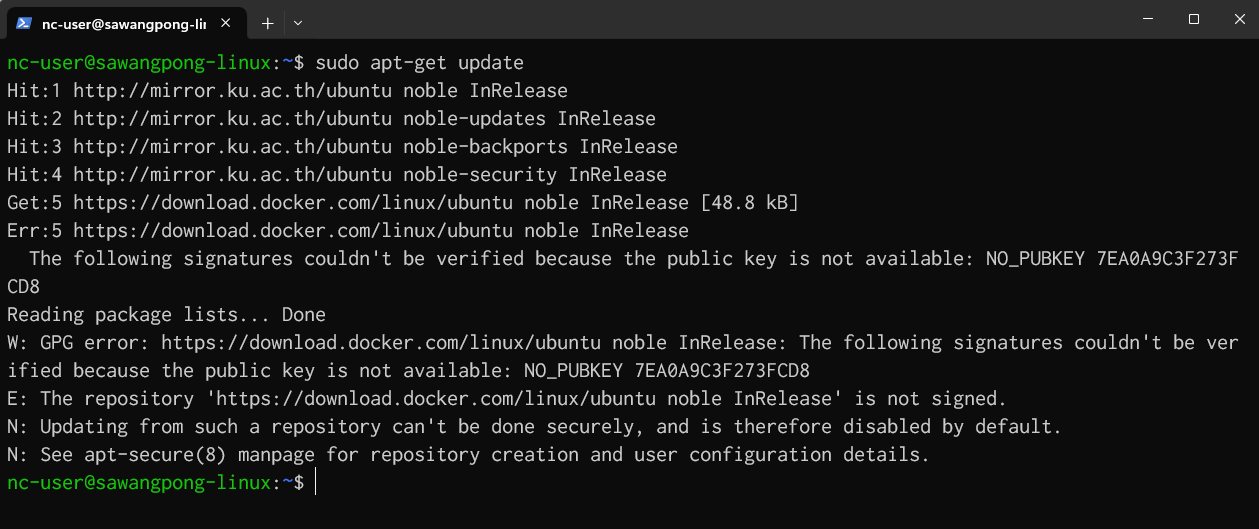 nc-user@sawangpong-li
nc-user@sawangpong-linux:~$ sudo apt-get update
Hit:1 http://mirror.ku.ac.th/ubuntu noble InRelease
Hit:2 http://mirror.ku.ac.th/ubuntu noble-updates InRelease
Hit:3 http://mirror.ku.ac.th/ubuntu noble-backports InRelease
Hit:4 http://mirror.ku.ac.th/ubuntu noble-security InRelease
Get:5 https://download.docker.com/linux/ubuntu noble InRelease [48.8 kB]
Err:5 https://download.docker.com/linux/ubuntu noble InRelease
  The following signatures couldn't be verified because the public key is not available: NO_PUBKEY 7EA0A9C3F273F
CD8
Reading package lists... Done
W: GPG error: https://download.docker.com/linux/ubuntu noble InRelease: The following signatures couldn't be ver
ified because the public key is not available: NO_PUBKEY 7EA0A9C3F273FCD8
E: The repository 'https://download.docker.com/linux/ubuntu noble InRelease' is not signed.
N: Updating from such a repository can't be done securely, and is therefore disabled by default.
N: See apt-secure(8) manpage for repository creation and user configuration details.
nc-user@sawangpong-linux:~$